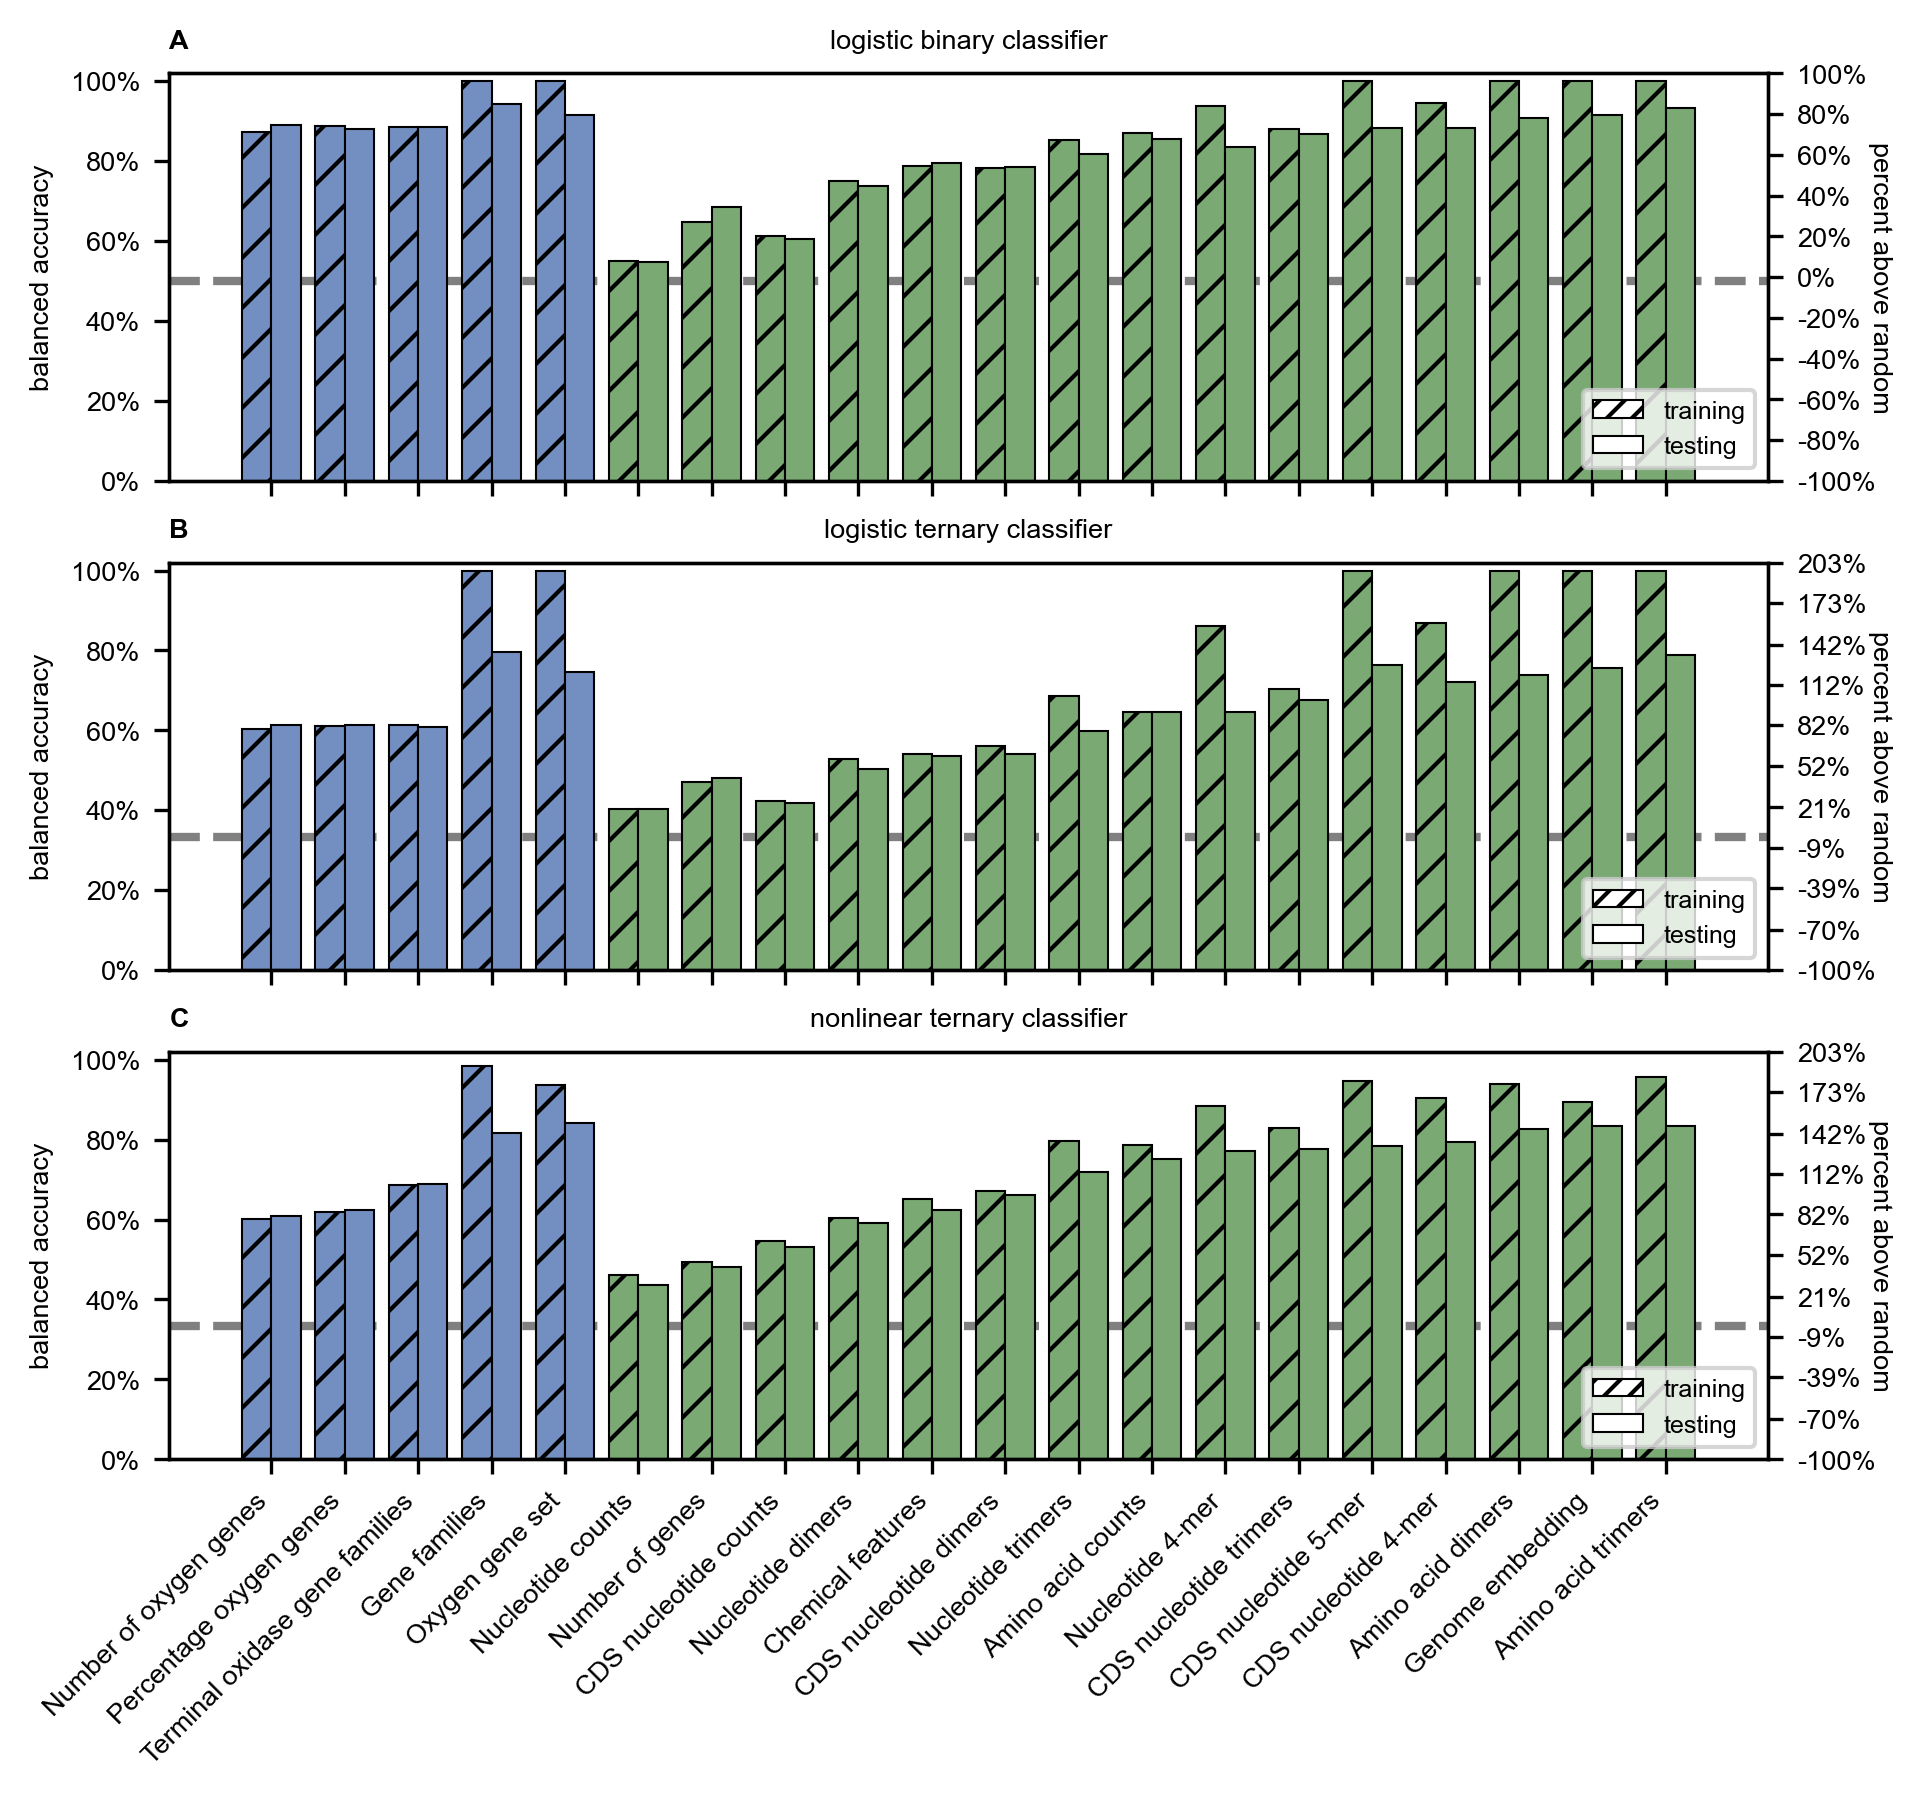 A
logistic binary classifier
100%
80%
60%
40%
20%
0%
balanced accuracy
100%
80%
60%
40%
20%
0%
-20%
-40%
-60%
-80%
-100%
percent above random
training
testing
B
logistic ternary classifier
100%
80%
60%
40%
20%
0%
balanced accuracy
203%
173%
142%
112%
82%
52%
21%
-9%
-39%
-70%
-100%
percent above random
training
testing
C
nonlinear ternary classifier
100%
80%
60%
40%
20%
0%
balanced accuracy
203%
173%
142%
112%
82%
52%
21%
-9%
-39%
-70%
-100%
percent above random
training
testing
Number of oxygen genes
Percentage oxygen genes
Terminal oxidase gene families
Gene families
Oxygen gene set
Nucleotide counts
Number of genes
CDS nucleotide counts
Nucleotide dimers
Chemical features
CDS nucleotide dimers
Nucleotide trimers
Amino acid counts
Nucleotide 4-mer
CDS nucleotide trimers
CDS nucleotide 5-mer
CDS nucleotide 4-mer
Amino acid dimers
Genome embedding
Amino acid trimers